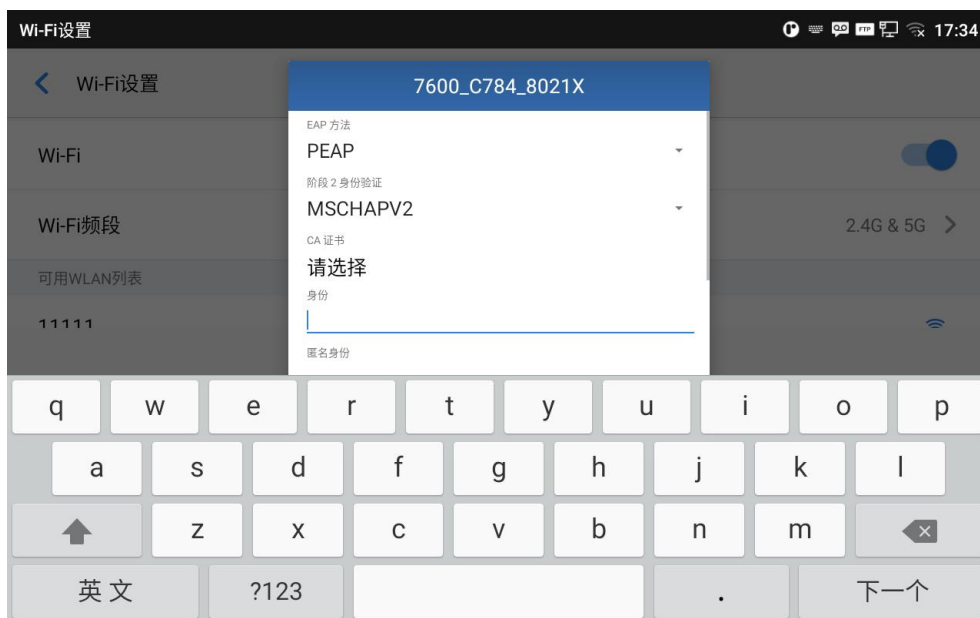 Wi-Fi设置
FTP
17:34
Wi-Fi设置
7600_C784_8021X
Wi-Fi
EAP 方法
PEAP
阶段 2 身份验证
MSCHAPV2
Wi-Fi频段
2.4G & 5G
CA 证书
请选择
可用WLAN列表
身份
11111
匿名身份
q w e r t y u i o p
a s d f g h j k l
z x c v b n m
英文 ?123 . 下一个